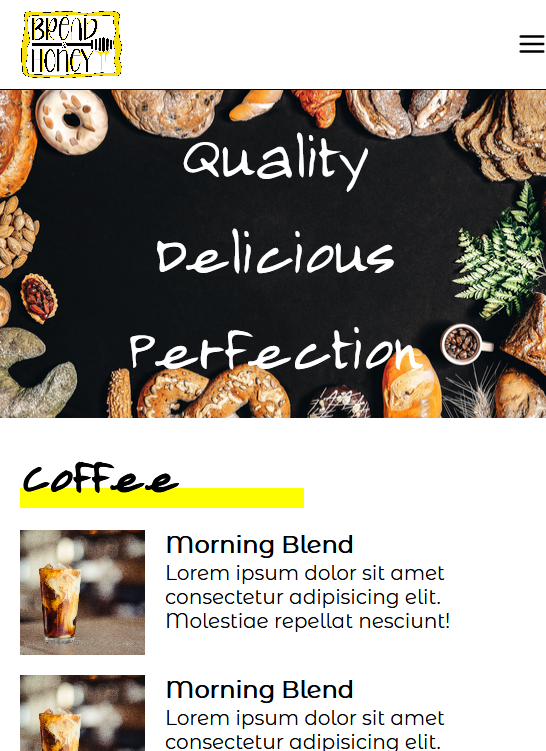 BREAD
&
HONEY
Quality
Delicious
Perfection
Coffee
Morning Blend
Lorem ipsum dolor sit amet
consectetur adipisicing elit.
Molestiae repellat nesciunt!
Morning Blend
Lorem ipsum dolor sit amet
consectetur adipisicing elit.